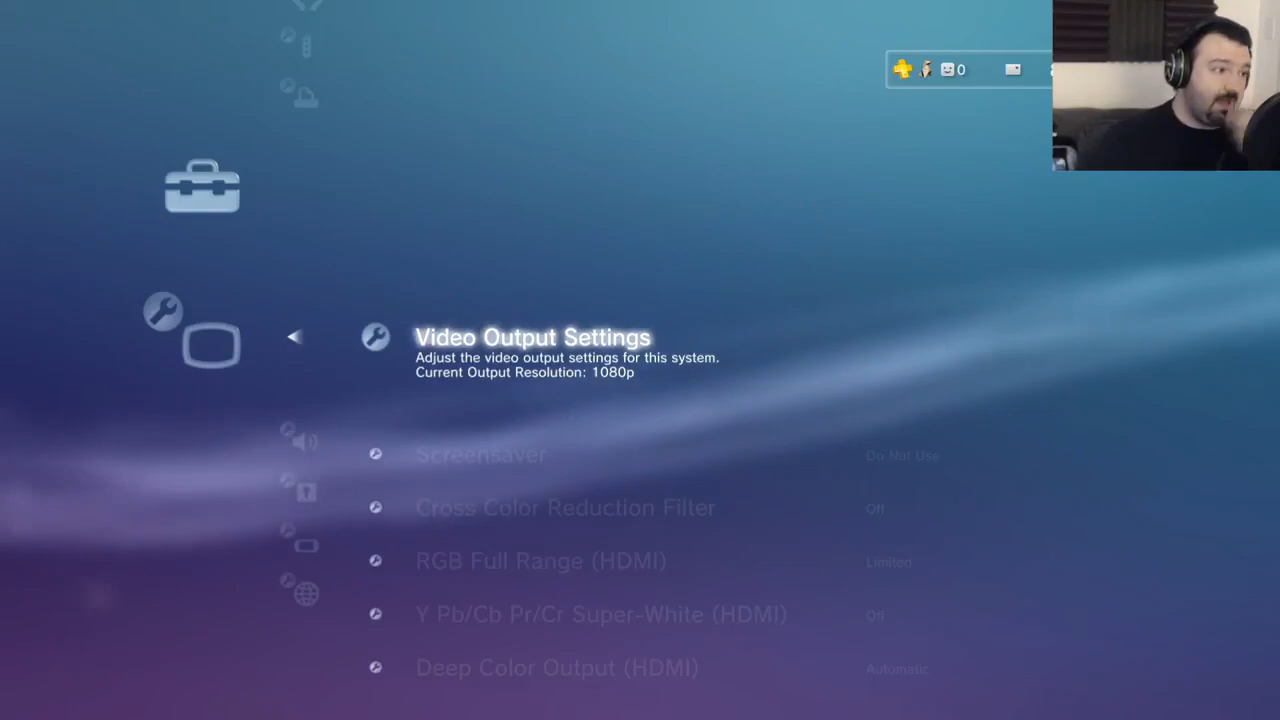 0
Video Output Settings
Adjust the video output settings for this system.
Current Output Resolution: 1080p
Screensaver Do Not Use
Cross Color Reduction Filter Off
RGB Full Range (HDMI) Limited
Y Pb/Cb Pr/Cr Super-White (HDMI) Off
Deep Color Output (HDMI) Automatic